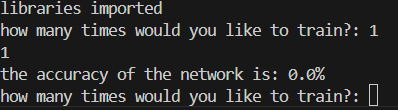 libraries imported
how many times would you like to train?: 1
1
the accuracy of the network is: 0.0%
how many times would you like to train?: